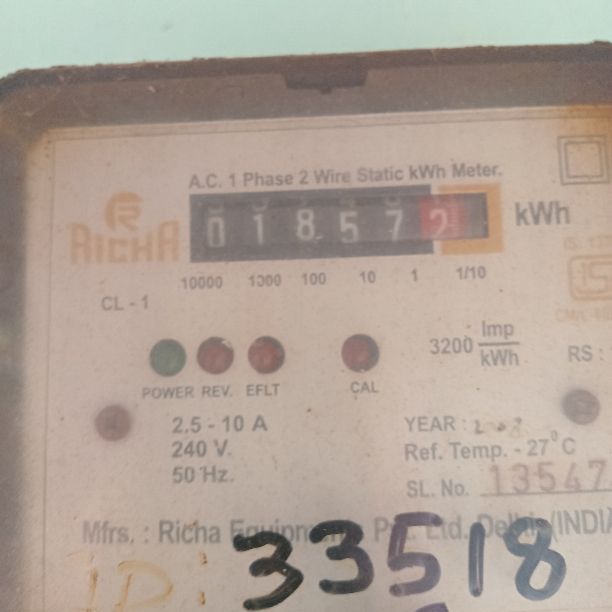 A.C. 1 Phase 2 Wire Static kWh Meter.
RICHA
0 1 8 5 7 2 kWh
10000 1000 100 10 1 1/10
CL - 1
3200 Imp/kWh
RS :
POWER REV. EFLT CAL
2.5 - 10 A
240 V.
50 Hz.
YEAR :
Ref. Temp. - 27°C
SL. No. 13547
Mfrs. : Richa Equipments Pvt. Ltd. Delhi (INDIA
ID: 33518